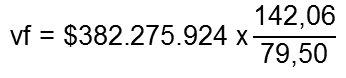 vf = $382.275.924 x 142,06
79,50